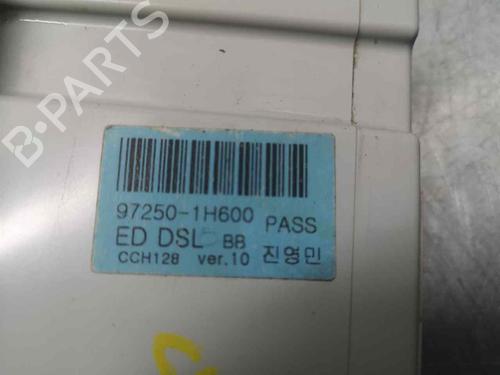 B-PARTS
97250-1H600 PASS
ED DSL BB
CCH128 ver.10 진영민